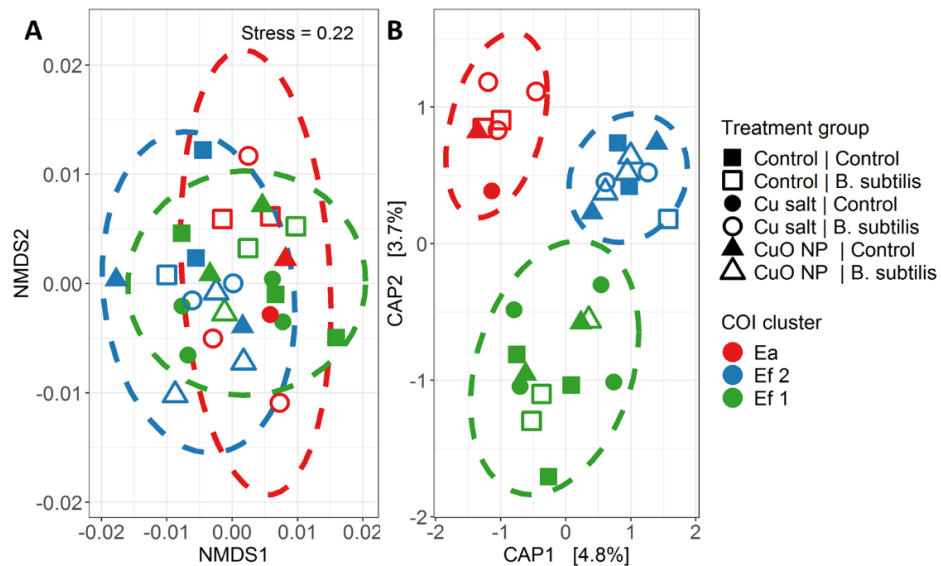 A
Stress = 0.22
0.02
0.01
0.00
-0.01
-0.02
NMDS2
-0.02 -0.01 0.00 0.01 0.02
NMDS1
B
1
0
-1
-2
CAP2 [3.7%]
-2 -1 0 1 2
CAP1 [4.8%]
Treatment group
Control | Control
Control | B. subtilis
Cu salt | Control
Cu salt | B. subtilis
CuO NP | Control
CuO NP | B. subtilis
COI cluster
Ea
Ef 2
Ef 1